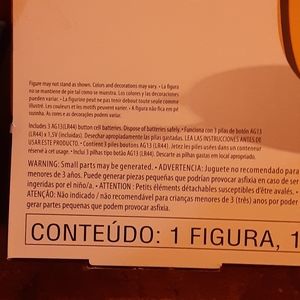 Figure may not stand as shown. Colors and decorations may vary. • La figura
no se mantiene de pie tal como se muestra. Los colores y las decoraciones
pueden variar. • La figurine peut ne pas tenir debout toute seule comme
illustré. Les couleurs et les motifs peuvent varier. • A figura não fica em pé
sozinha. As cores e decorações podem variar.
Includes 3 AG13(LR44) button cell batteries. Dispose of batteries safely. • Funciona con 3 pilas de botón AG13
(LR44) x 1,5V (incluidas). Desechar apropiadamente las pilas gastadas. LEA LAS INSTRUCCIONES ANTES DE
USAR ESTE PRODUCTO. • Contient 3 piles boutons AG13 (LR44). Jetez les piles usées dans un conteneur
réservé à cet usage. • Inclui 3 pilhas tipo botão AG13 (LR44). Descarte as pilhas gastas em local apropriado.
WARNING: Small parts may be generated. • ADVERTENCIA: Juguete no recomendado para
menores de 3 años. Puede generar piezas pequeñas que podrían provocar asfixia en caso de ser
ingeridas por el niño/a. • ATTENTION : Petits éléments détachables susceptibles d'être avalés. •
ATENÇÃO: Não indicado / não recomendável para crianças menores de 3 (três) anos por poder
gerar partes pequenas que podem provocar asfixia.
CONTEÚDO: 1 FIGURA, 1